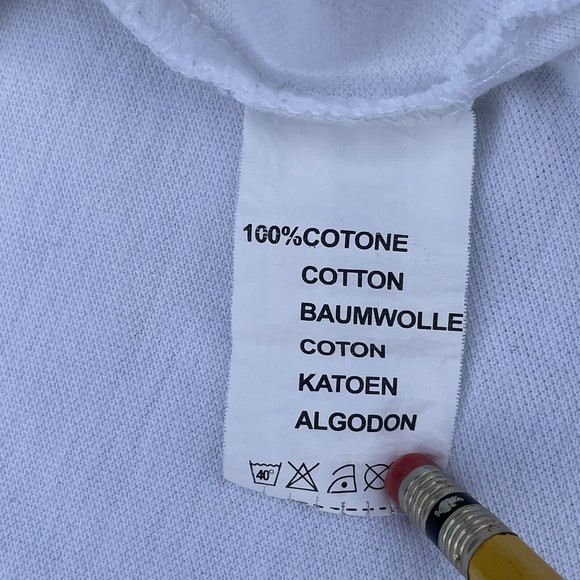 100%COTONE
COTTON
BAUMWOLLE
COTON
KATOEN
ALGODON
40°